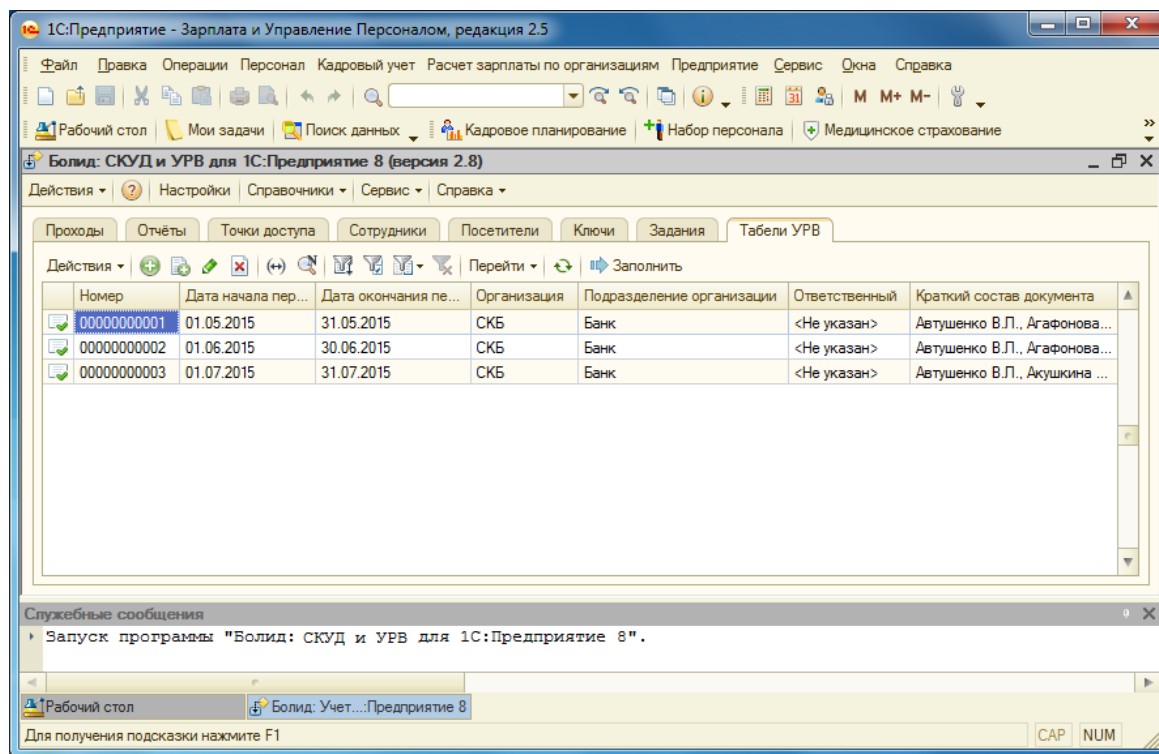 1С:Предприятие - Зарплата и Управление Персоналом, редакция 2.5
Файл Правка Операции Персонал Кадровый учет Расчет зарплаты по организациям Предприятие Сервис Окна Справка
M M+ M-
Рабочий стол Мои задачи Поиск данных Кадровое планирование Набор персонала Медицинское страхование
Болид: СКУД и УРВ для 1С:Предприятие 8 (версия 2.8)
Действия Настройки Справочники Сервис Справка
Проходы Отчёты Точки доступа Сотрудники Посетители Ключи Задания Табели УРВ
Действия Перейти Заполнить
Номер Дата начала пер... Дата окончания пе... Организация Подразделение организации Ответственный Краткий состав документа
00000000001 01.05.2015 31.05.2015 СКБ Банк <Не указан> Автушенко В.П., Агафонова...
00000000002 01.06.2015 30.06.2015 СКБ Банк <Не указан> Автушенко В.П., Агафонова...
00000000003 01.07.2015 31.07.2015 СКБ Банк <Не указан> Автушенко В.П., Акушкина ...
Служебные сообщения
Запуск программы "Болид: СКУД и УРВ для 1С:Предприятие 8".
Рабочий стол Болид: Учет...:Предприятие 8
Для получения подсказки нажмите F1 CAP NUM